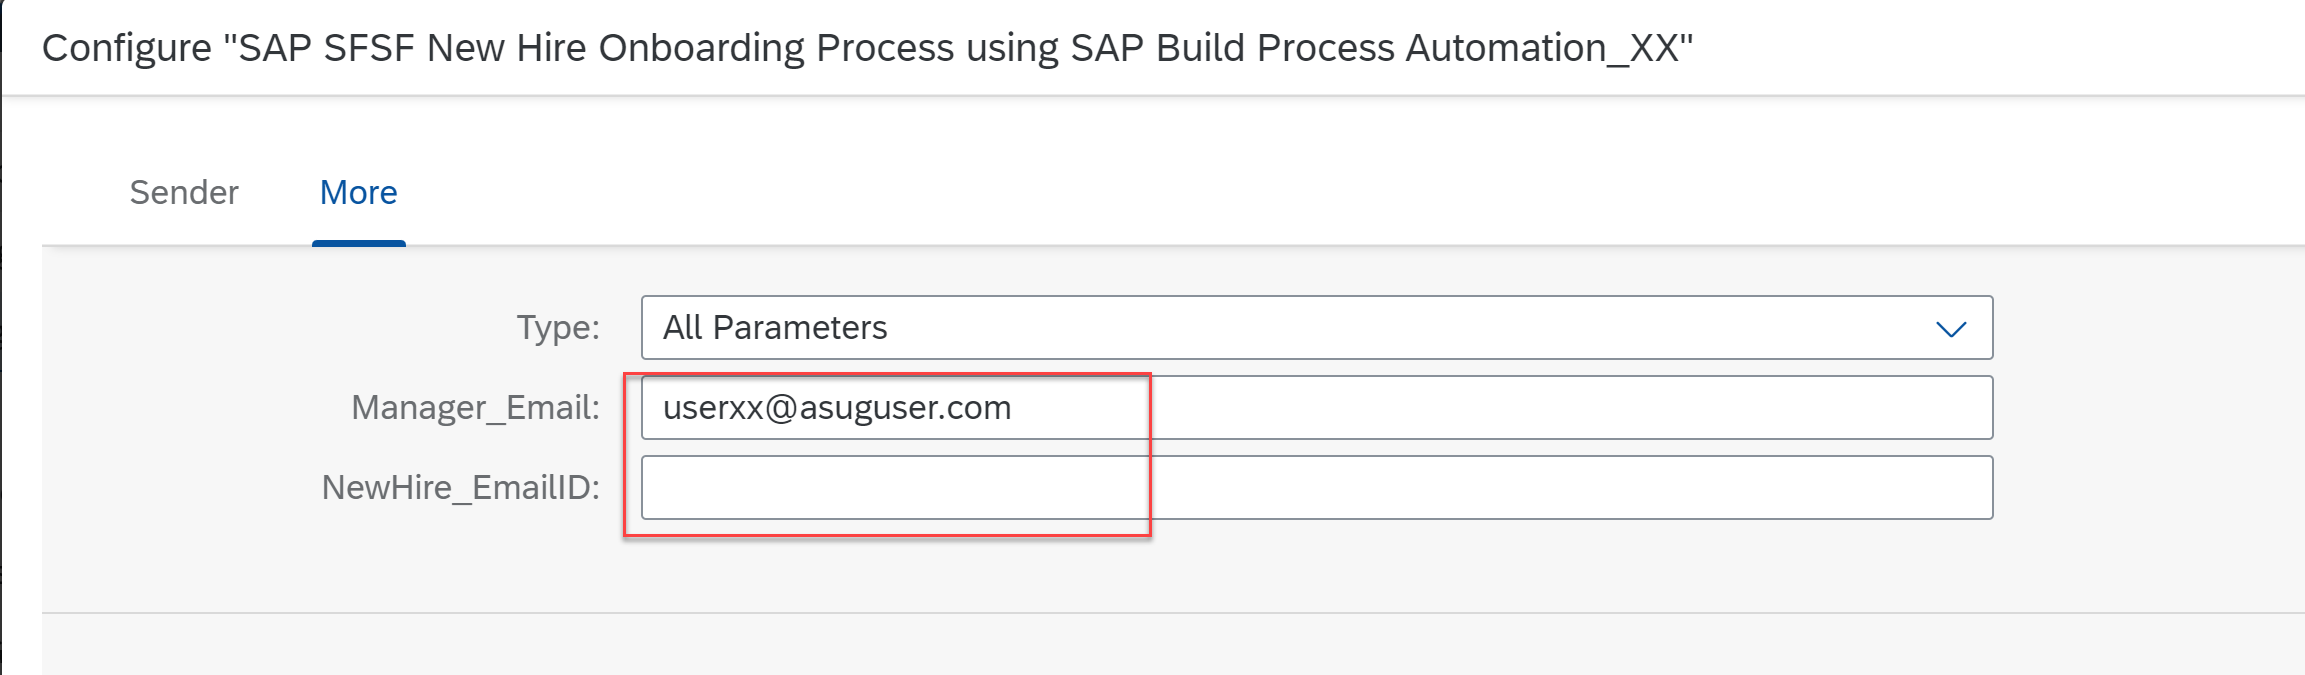 Configure "SAP SFSF New Hire Onboarding Process using SAP Build Process Automation_XX"
Sender More
Type: All Parameters
Manager_Email: userxx@asuguser.com
NewHire_EmailID: